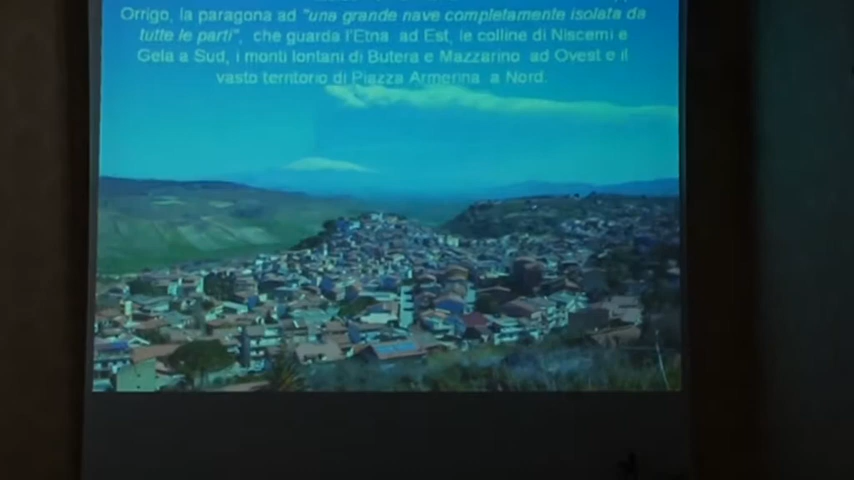 Orrigo, la paragona ad "una grande nave completamente isolata da
tutte le parti", che guarda l'Etna ad Est, le colline di Niscemi e
Gela a Sud, i monti lontani di Butera e Mazzarino ad Ovest e il
vasto territorio di Piazza Armerina a Nord.